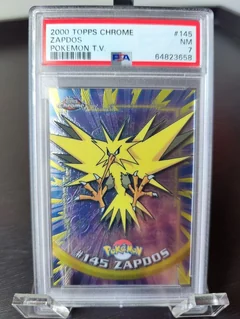 2000 TOPPS CHROME #145
ZAPDOS NM
POKEMON T.V. PSA 7
64823658
Pokémon
#145 ZAPDOS